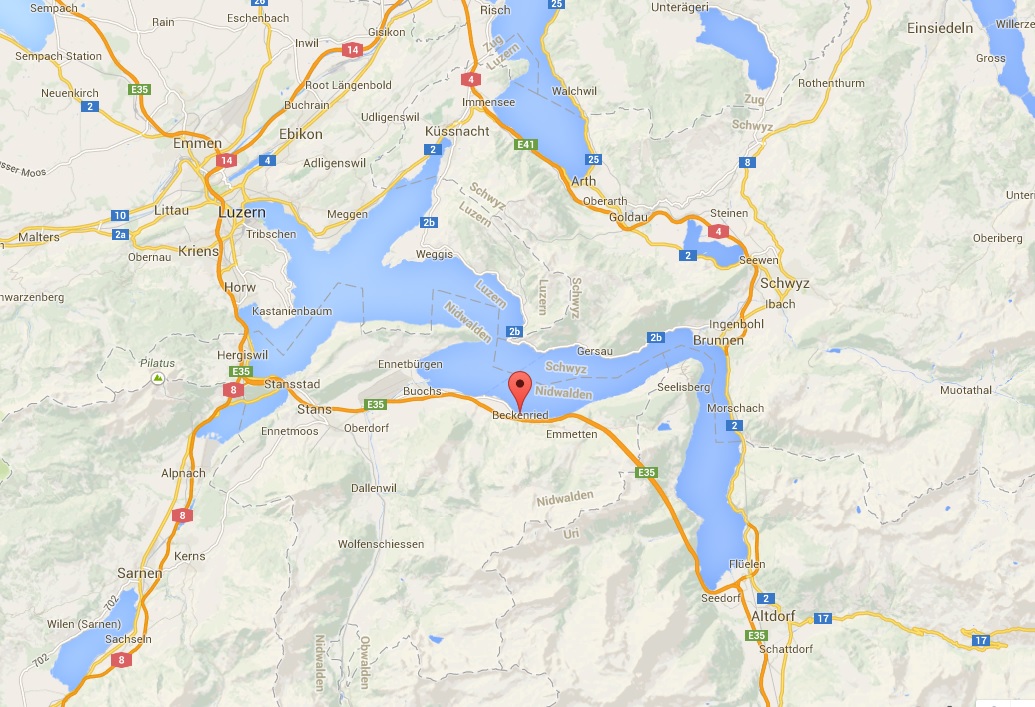 Sempach
26
Eschenbach
Risch
25
Unterägeri
Einsiedeln
Willerze
Rain
Gisikon
Inwil
14
Zug
Luzern
Gross
Sempach Station
E35
4
Root Längenbold
Walchwil
Rothenthurm
Neuenkirch
2
Buchrain
Immensee
Zug
Schwyz
Udligenswil
Küssnacht
Ebikon
Emmen
E41
2
14
4
Adligenswil
25
8
sser Moos
Arth
Schwyz
Luzern
Oberarth
Unter
10
Littau
Luzern
Meggen
2b
Goldau
Steinen
4
Malters
2a
Tribschen
Oberiberg
Obernau
Kriens
Weggis
2
Seewen
Schwyz
Horw
Luzern
Luzern
Schwyz
hwarzenberg
Ibach
Kastanienbaum
Nidwalden
2b
2b
Ingenbohl
Brunnen
Hergiswil
Gersau
Pilatus
E35
Ennetbürgen
Schwyz
8
Stansstad
Buochs
Nidwalden
Seelisberg
Muotathal
Stans
E35
Beckenried
Morschach
Ennetmoos
Oberdorf
Emmetten
2
Alpnach
E35
Dallenwil
Nidwalden
8
Uri
Wolfenschiessen
Kerns
Flüelen
Sarnen
702
Seedorf
2
Wilen (Sarnen)
Altdorf
17
Sachseln
E35
17
702
8
Nidwalden
Obwalden
Schattdorf